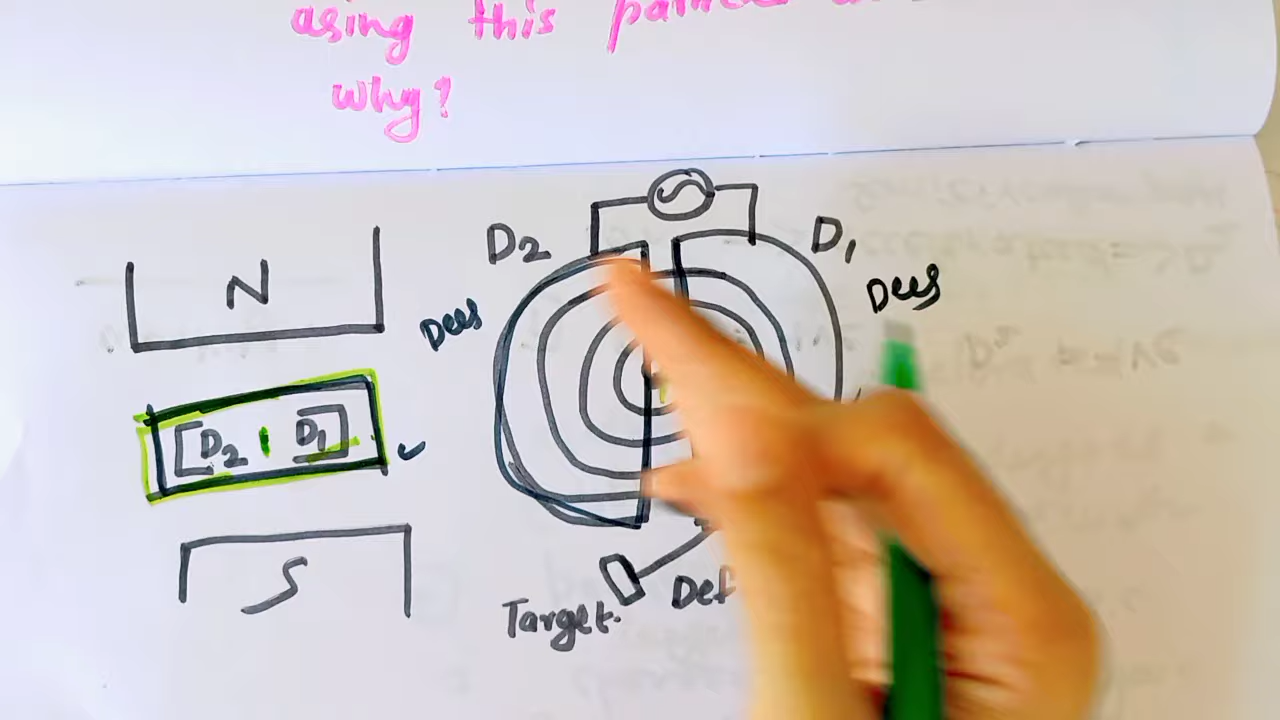 using this
why?
N
D2 D1
S
D2
D1
Dees
Dees
Target.
Def